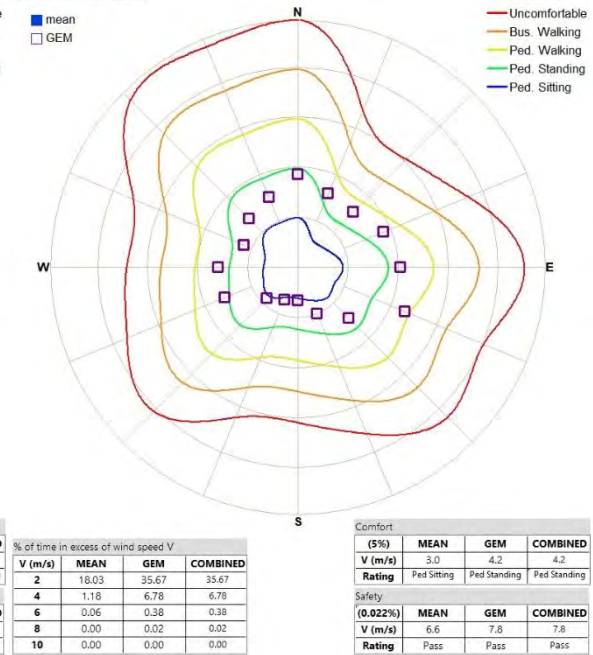 mean
GEM
N
Uncomfortable
Bus. Walking
Ped. Walking
Ped. Standing
Ped. Sitting
W
E
S
% of time in excess of wind speed V
V (m/s) MEAN GEM COMBINED
2 18.03 35.67 35.67
4 1.18 6.78 6.78
6 0.06 0.38 0.38
8 0.00 0.02 0.02
10 0.00 0.00 0.00
Comfort
(5%) MEAN GEM COMBINED
V (m/s) 3.0 4.2 4.2
Rating Ped Sitting Ped Standing Ped Standing
Safety
(0.022%) MEAN GEM COMBINED
V (m/s) 6.6 7.8 7.8
Rating Pass Pass Pass